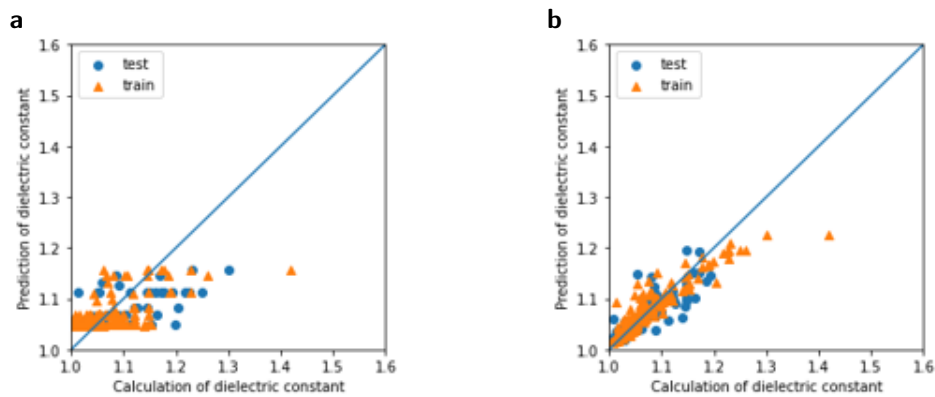 a
1.6
1.5
1.4
1.3
1.2
1.1
1.0
1.0 1.1 1.2 1.3 1.4 1.5 1.6
Prediction of dielectric constant
Calculation of dielectric constant
test
train
b
1.6
1.5
1.4
1.3
1.2
1.1
1.0
1.0 1.1 1.2 1.3 1.4 1.5 1.6
Prediction of dielectric constant
Calculation of dielectric constant
test
train